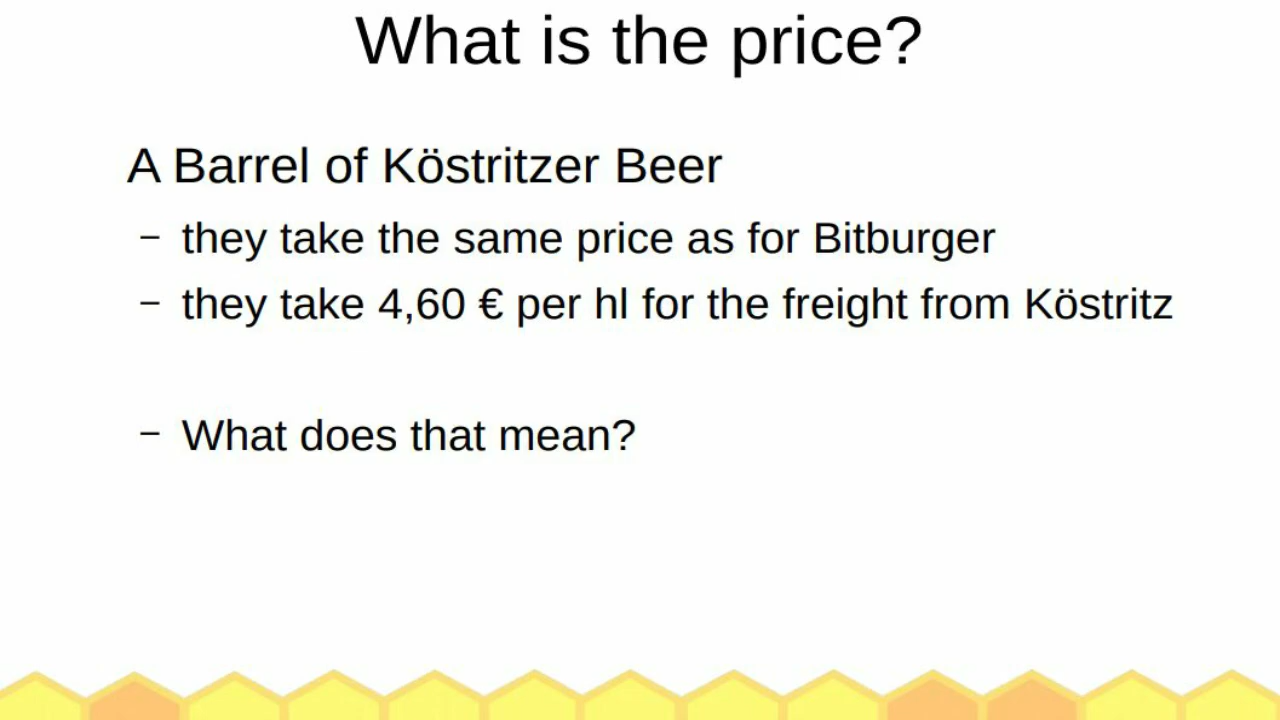 What is the price?
A Barrel of Köstritzer Beer
– they take the same price as for Bitburger
– they take 4,60 € per hl for the freight from Köstritz
– What does that mean?